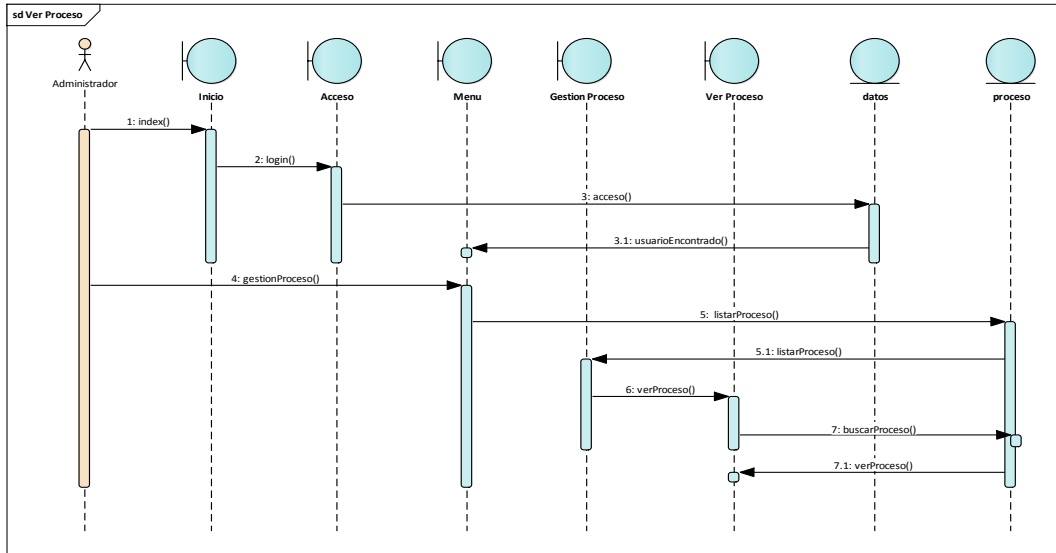 sd Ver Proceso
Administrador
Inicio
Acceso
Menu
Gestion Proceso
Ver Proceso
datos
proceso
1: index()
2: login()
3: acceso()
3.1: usuarioEncontrado()
4: gestionProceso()
5: listarProceso()
5.1: listarProceso()
6: verProceso()
7: buscarProceso()
7.1: verProceso()